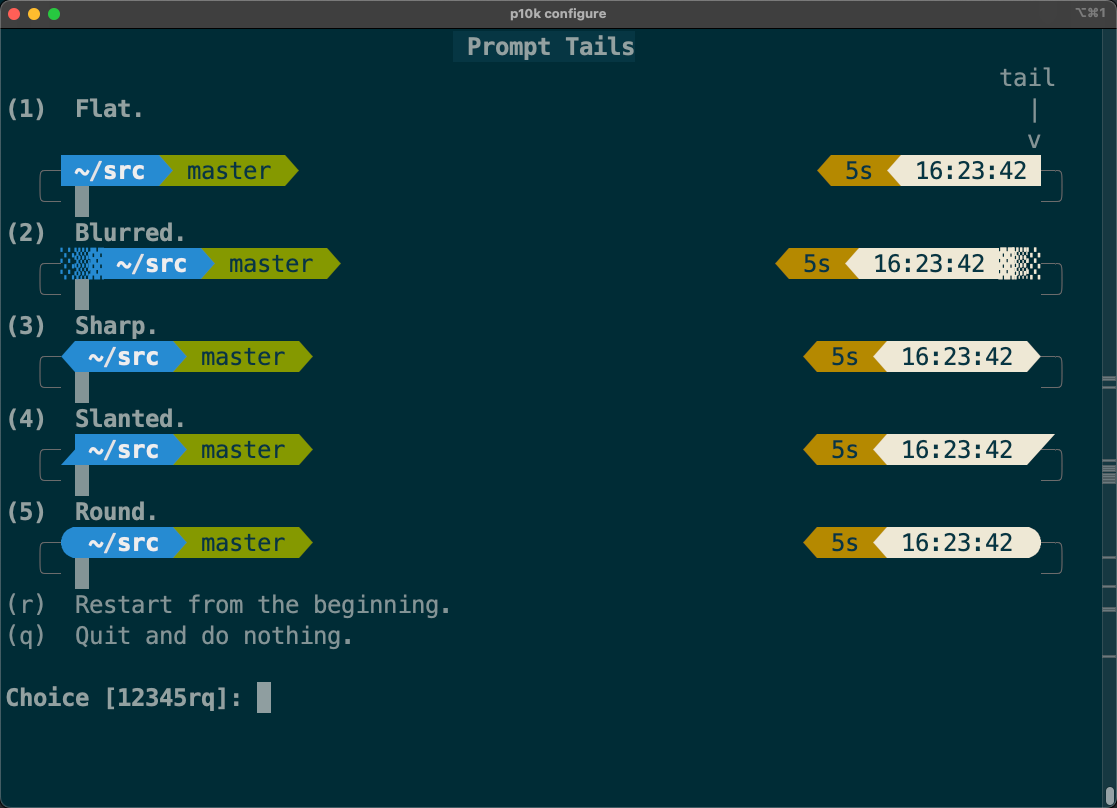 p10k configure ⌥⌘1
Prompt Tails
tail
(1) Flat. |
v
~/src master 5s 16:23:42
(2) Blurred.
~/src master 5s 16:23:42
(3) Sharp.
~/src master 5s 16:23:42
(4) Slanted.
~/src master 5s 16:23:42
(5) Round.
~/src master 5s 16:23:42
(r) Restart from the beginning.
(q) Quit and do nothing.
Choice [12345rq]: